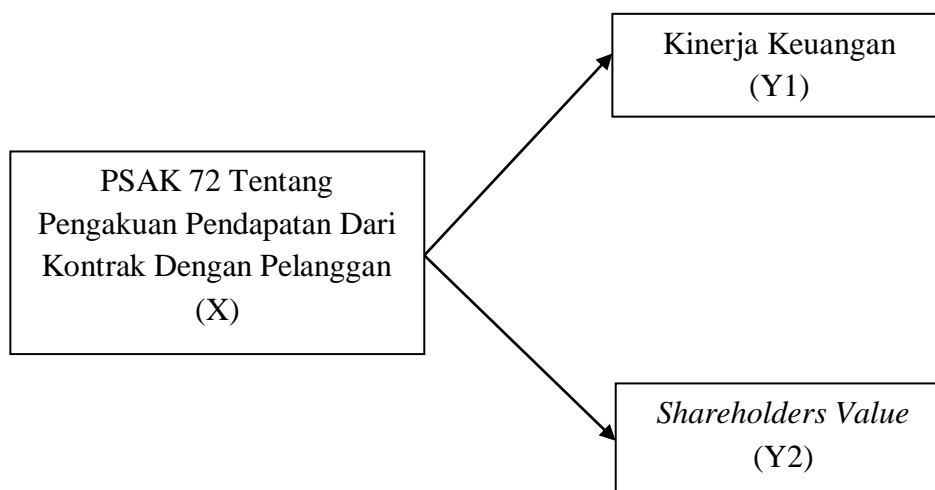 Kinerja Keuangan
(Y1)
PSAK 72 Tentang
Pengakuan Pendapatan Dari
Kontrak Dengan Pelanggan
(X)
Shareholders Value
(Y2)